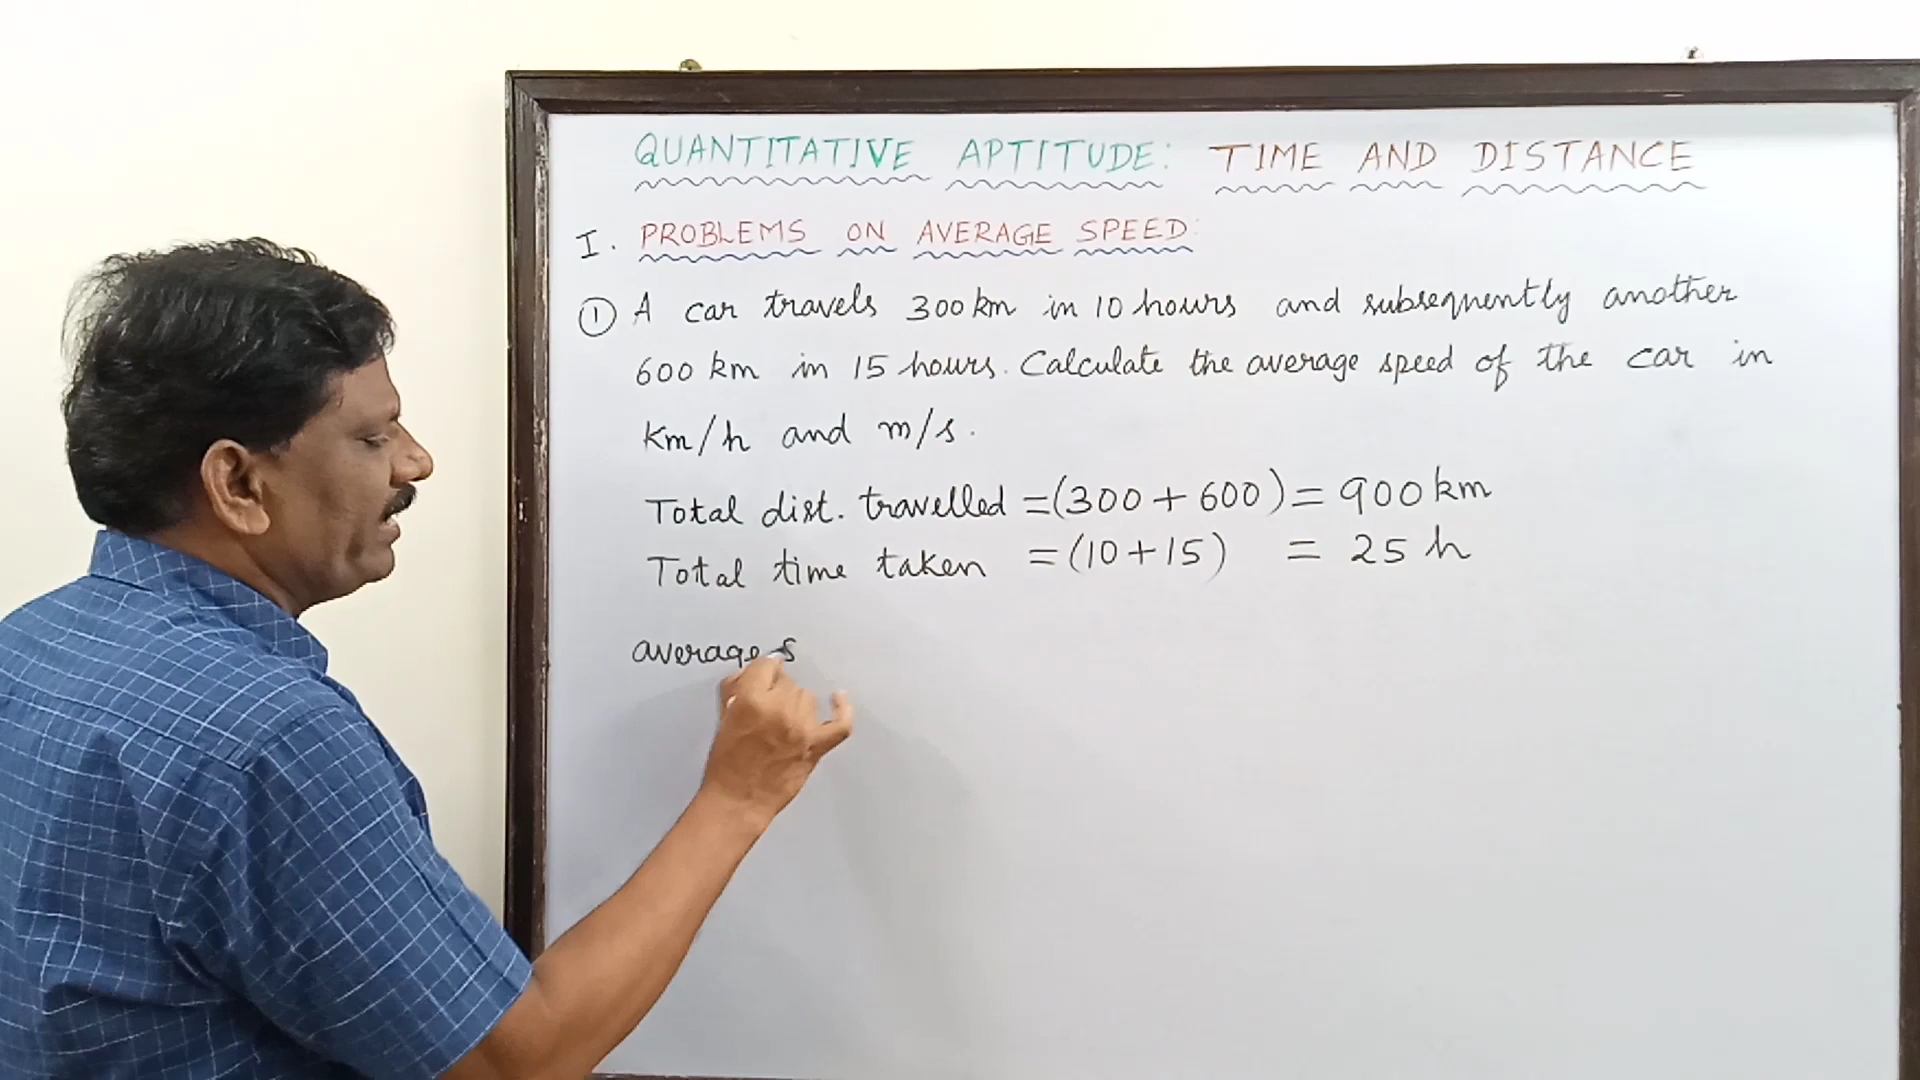 QUANTITATIVE APTITUDE: TIME AND DISTANCE
I. PROBLEMS ON AVERAGE SPEED:
① A car travels 300 km in 10 hours and subsequently another
600 km in 15 hours. Calculate the average speed of the car in
km/h and m/s.
Total dist. travelled = (300 + 600) = 900 km
Total time taken = (10 + 15) = 25 h
average s